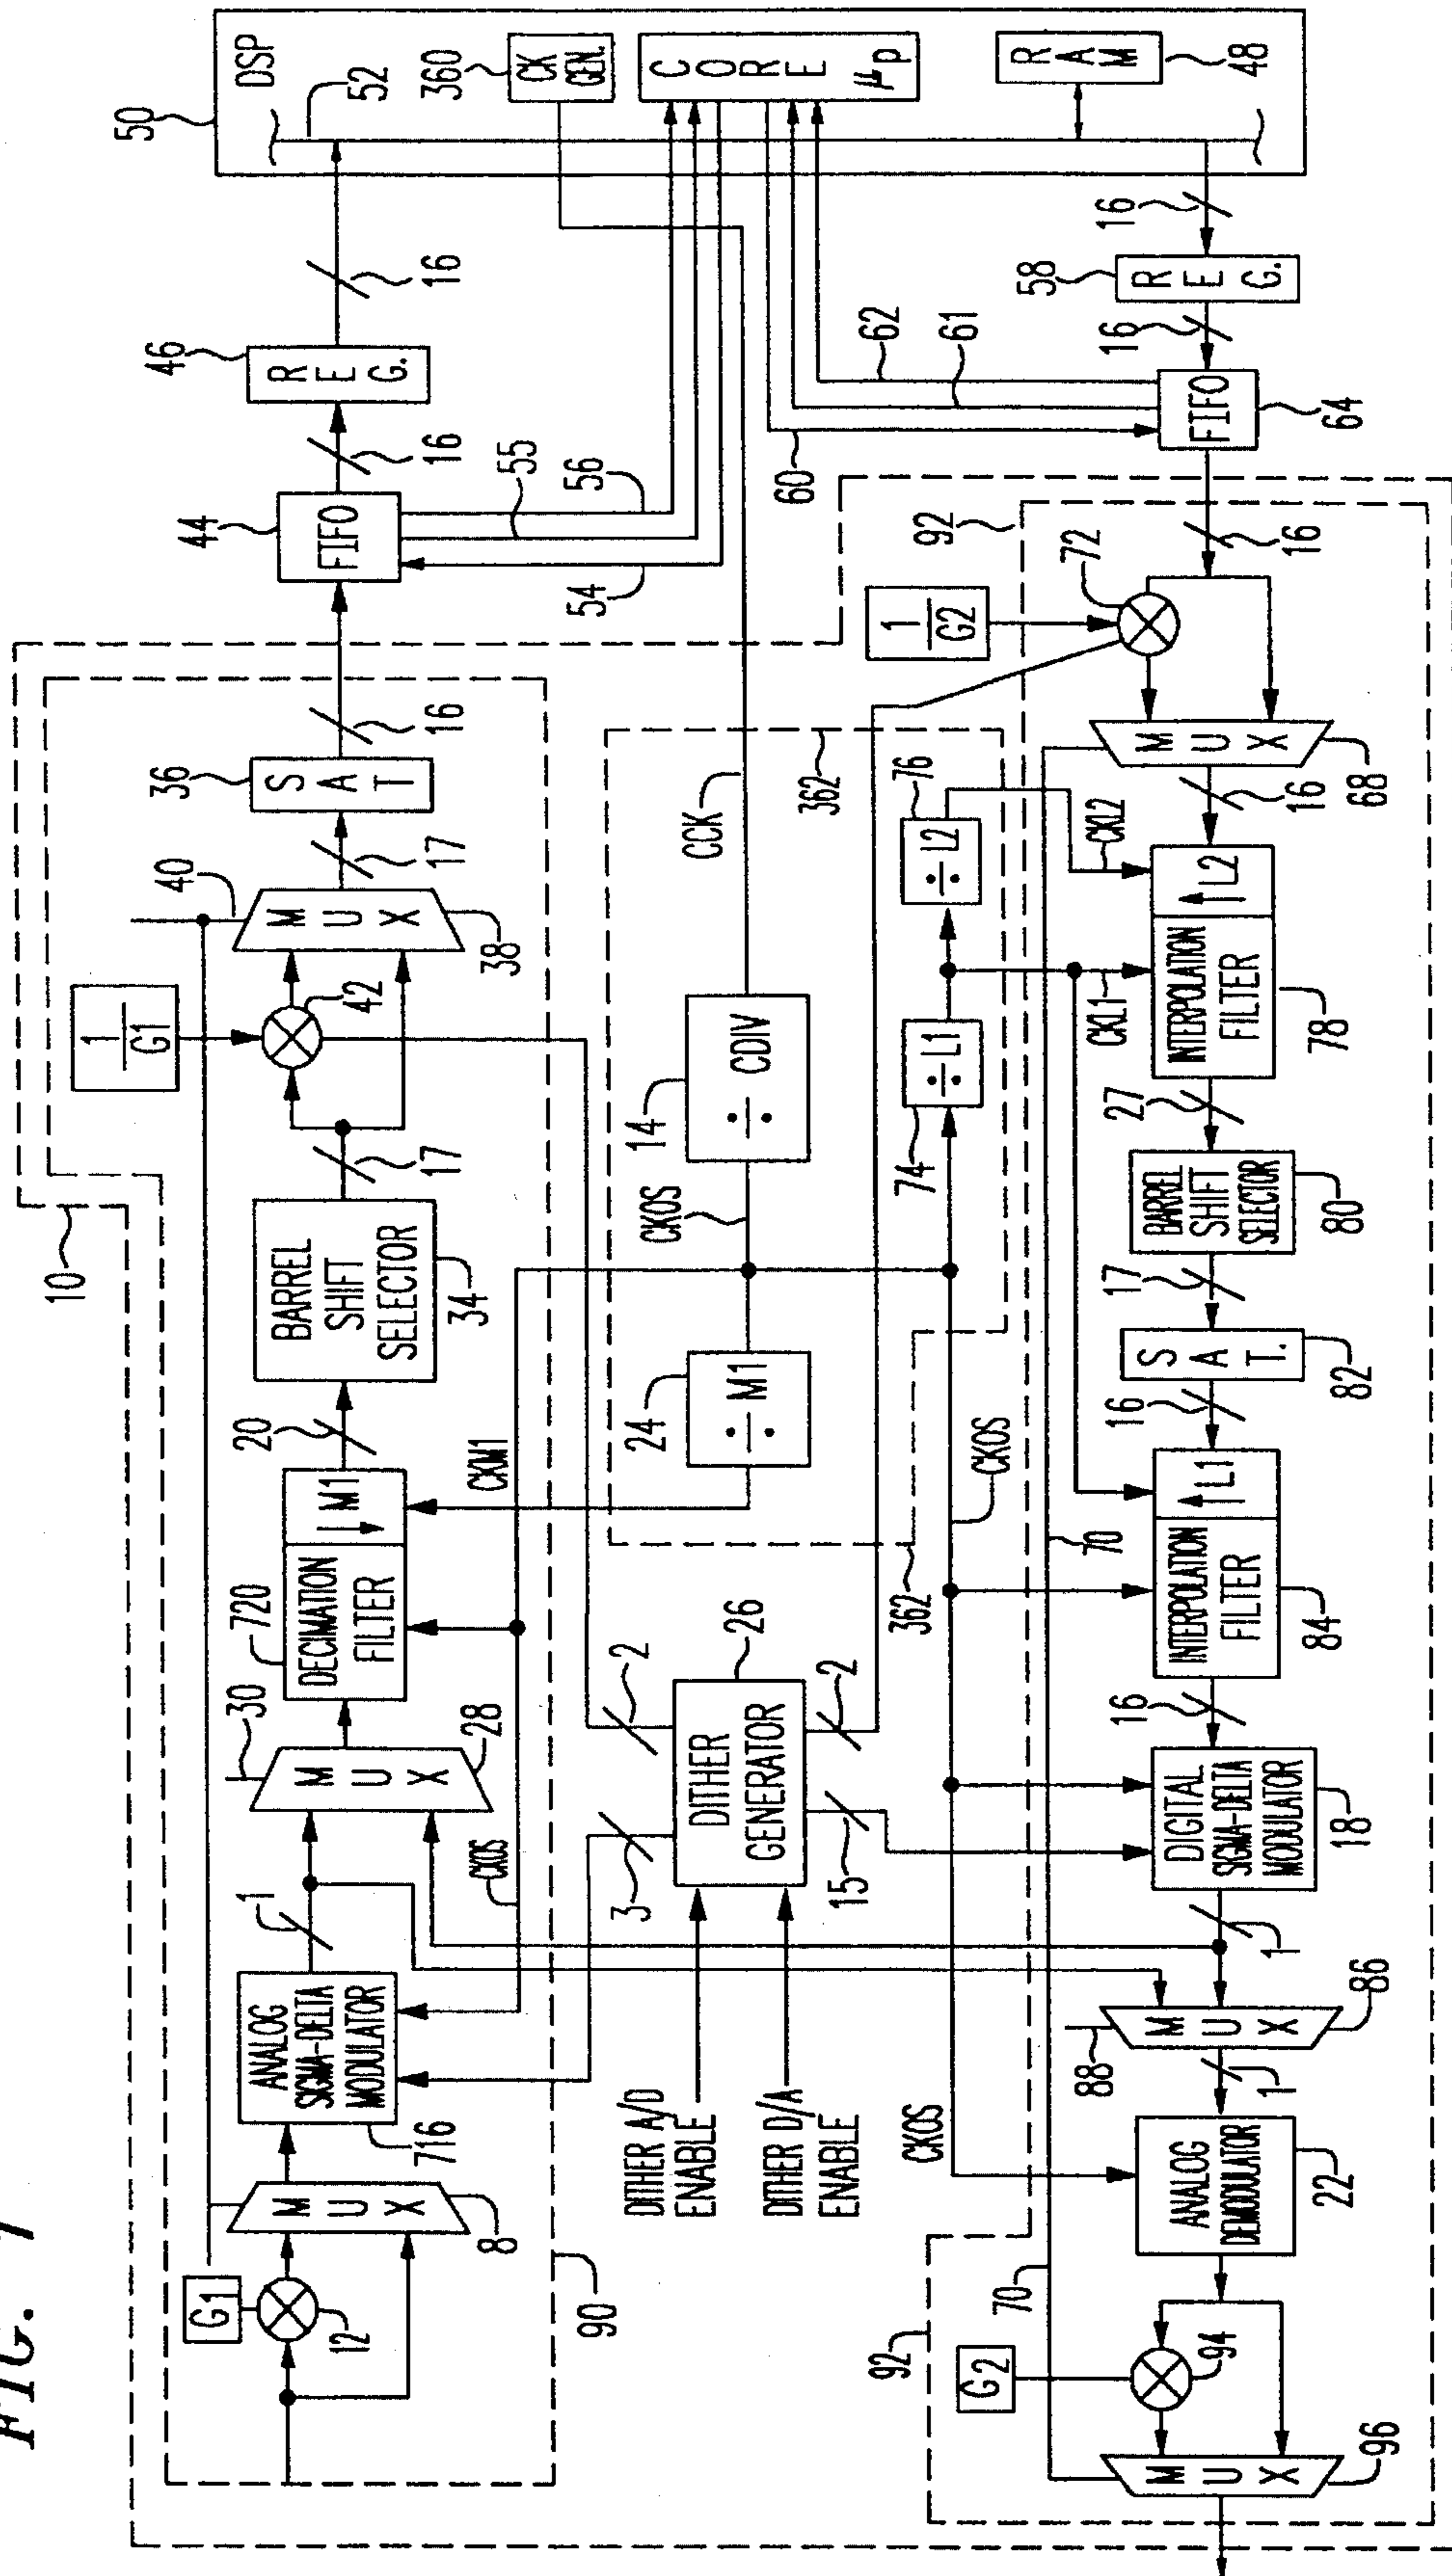 FIG. 7
10
90
G1
12
MUX
8
ANALOG
SIGMA-DELTA
MODULATOR
716
1
MUX
28
30
DECIMATION
FILTER
↓M1
720
20
BARREL
SHIFT
SELECTOR
34
17
1
G1
42
MUX
38
40
17
SAT
36
16
FIFO
44
16
REG.
46
16
50
DSP
52
CK
GEN.
360
CORE
μp
RAM
48
54
55
56
CKOS
CKM1
÷ M1
24
CKOS
÷ CDIV
14
CCK
362
362
3
2
DITHER
GENERATOR
26
15
2
DITHER A/D
ENABLE
DITHER D/A
ENABLE
CKOS
CKOS
÷L1
74
÷L2
76
CKL1
CKL2
1
G2
72
92
60
61
62
16
REG.
58
16
FIFO
64
16
MUX
68
16
↑L2
INTERPOLATION
FILTER
78
27
BARREL
SHIFT
SELECTOR
80
17
SAT.
82
16
↑L1
INTERPOLATION
FILTER
84
16
DIGITAL
SIGMA-DELTA
MODULATOR
18
1
MUX
86
88
1
ANALOG
DEMODULATOR
22
G2
94
MUX
96
70
70
92